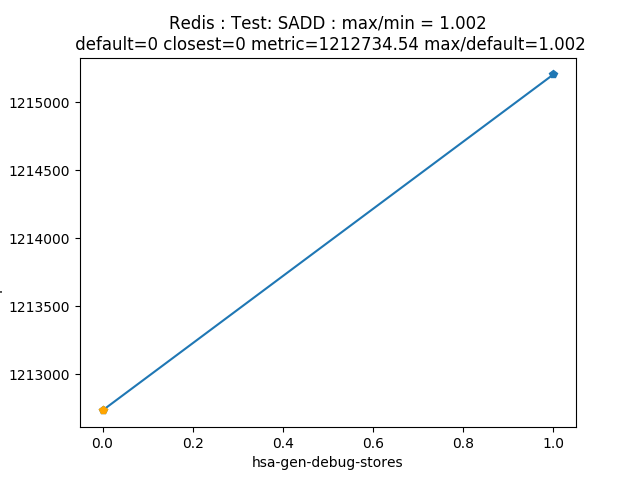 Redis : Test: SADD : max/min = 1.002
default=0 closest=0 metric=1212734.54 max/default=1.002
1215000
1214500
1214000
1213500
1213000
0.0 0.2 0.4 0.6 0.8 1.0
hsa-gen-debug-stores